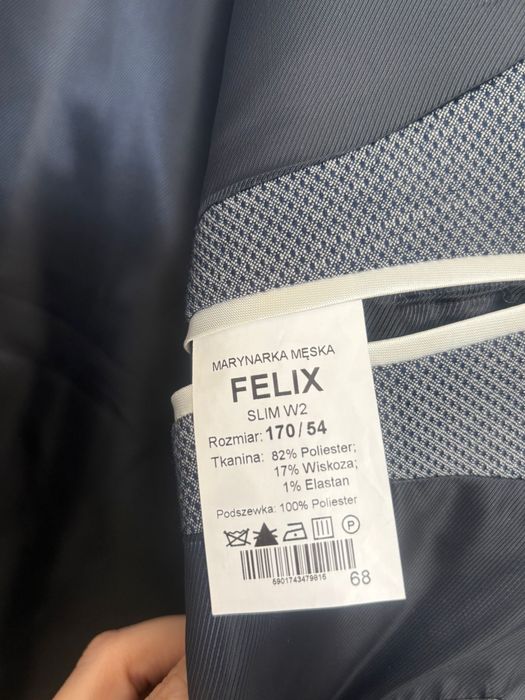 MARYNARKA MĘSKA
FELIX
SLIM W2
Rozmiar: 170/54
Tkanina: 82% Poliester;
17% Wiskoza;
1% Elastan
Podszewka: 100% Poliester
P
5901743479816
68